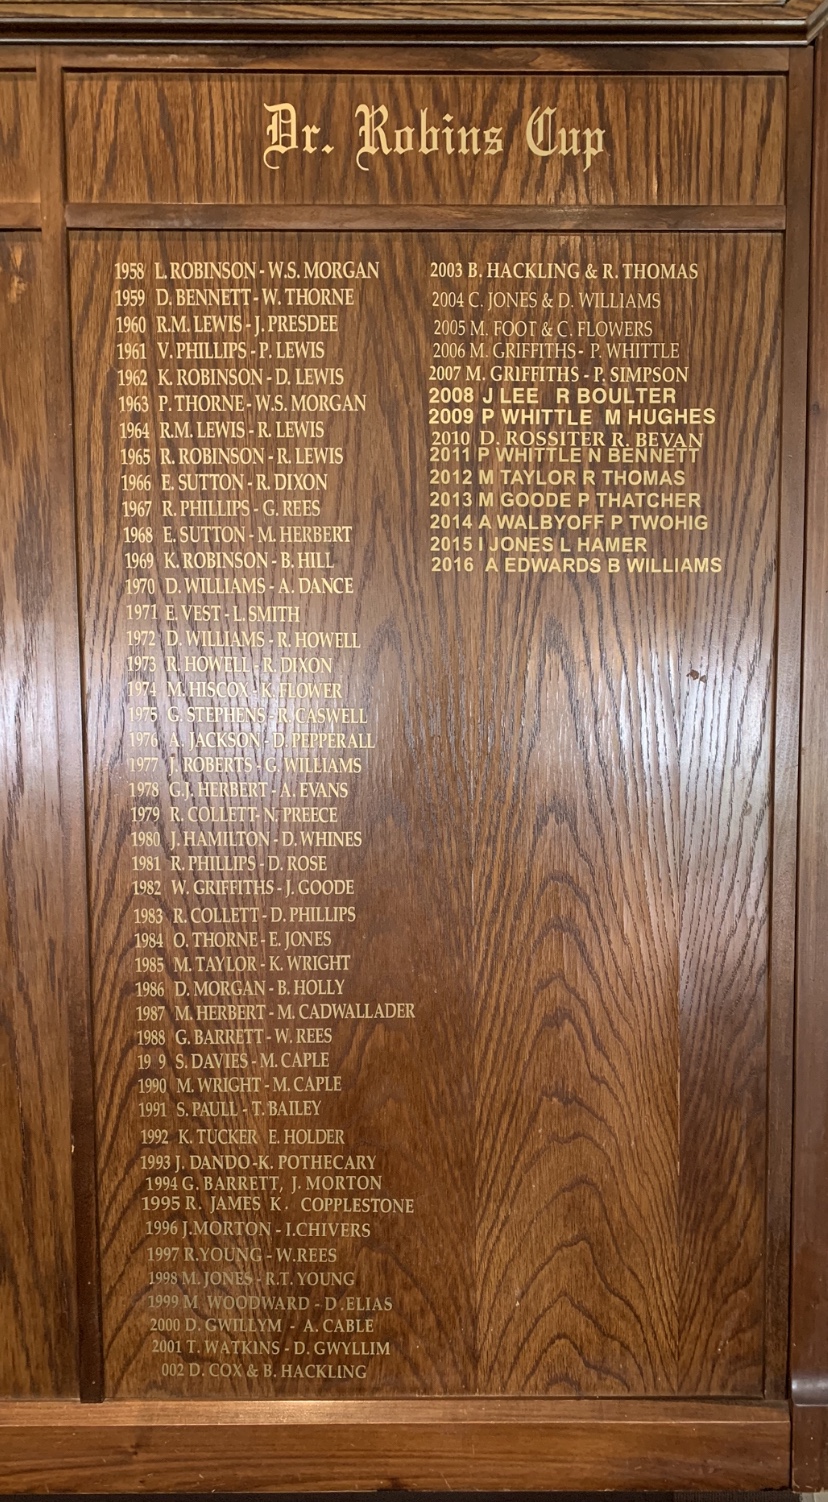 Dr. Robins Cup
1958 L. ROBINSON - W.S. MORGAN
1959 D. BENNETT - W. THORNE
1960 R.M. LEWIS - J. PRESDEE
1961 V. PHILLIPS - P. LEWIS
1962 K. ROBINSON - D. LEWIS
1963 P. THORNE - W.S. MORGAN
1964 R.M. LEWIS - R. LEWIS
1965 R. ROBINSON - R. LEWIS
1966 E. SUTTON - R. DIXON
1967 R. PHILLIPS - G. REES
1968 E. SUTTON - M. HERBERT
1969 K. ROBINSON - B. HILL
1970 D. WILLIAMS - A. DANCE
1971 E. VEST - L. SMITH
1972 D. WILLIAMS - R. HOWELL
1973 R. HOWELL - R. DIXON
1974 M. HISCOX - K. FLOWER
1975 G. STEPHENS - R. CASWELL
1976 A. JACKSON - D. PEPPERALL
1977 J. ROBERTS - G. WILLIAMS
1978 G.J. HERBERT - A. EVANS
1979 R. COLLETT - N. PREECE
1980 J. HAMILTON - D. WHINES
1981 R. PHILLIPS - D. ROSE
1982 W. GRIFFITHS - J. GOODE
1983 R. COLLETT - D. PHILLIPS
1984 O. THORNE - E. JONES
1985 M. TAYLOR - K. WRIGHT
1986 D. MORGAN - B. HOLLY
1987 M. HERBERT - M. CADWALLADER
1988 G. BARRETT - W. REES
19 9 S. DAVIES - M. CAPLE
1990 M. WRIGHT - M. CAPLE
1991 S. PAULL - T. BAILEY
1992 K. TUCKER E. HOLDER
1993 J. DANDO - K. POTHECARY
1994 G. BARRETT, J. MORTON
1995 R. JAMES K. COPPLESTONE
1996 J. MORTON - I. CHIVERS
1997 R. YOUNG - W. REES
1998 M. JONES - R.T. YOUNG
1999 M WOODWARD - D. ELIAS
2000 D. GWILLYM - A. CABLE
2001 T. WATKINS - D. GWYLLIM
002 D. COX & B. HACKLING
2003 B. HACKLING & R. THOMAS
2004 C. JONES & D. WILLIAMS
2005 M. FOOT & C. FLOWERS
2006 M. GRIFFITHS - P. WHITTLE
2007 M. GRIFFITHS - P. SIMPSON
2008 J LEE R BOULTER
2009 P WHITTLE M HUGHES
2010 D. ROSSITER R. BEVAN
2011 P WHITTLE N BENNETT
2012 M TAYLOR R THOMAS
2013 M GOODE P THATCHER
2014 A WALBYOFF P TWOHIG
2015 I JONES L HAMER
2016 A EDWARDS B WILLIAMS